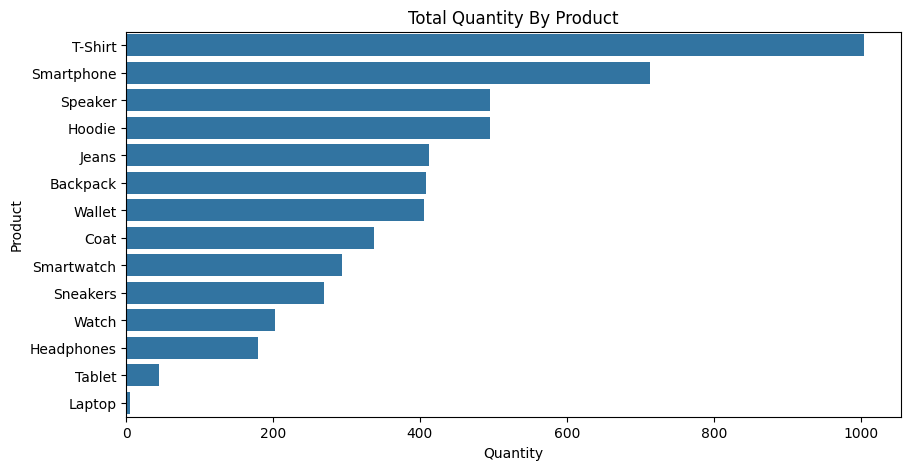 Total Quantity By Product
Product
T-Shirt
Smartphone
Speaker
Hoodie
Jeans
Backpack
Wallet
Coat
Smartwatch
Sneakers
Watch
Headphones
Tablet
Laptop
0 200 400 600 800 1000
Quantity